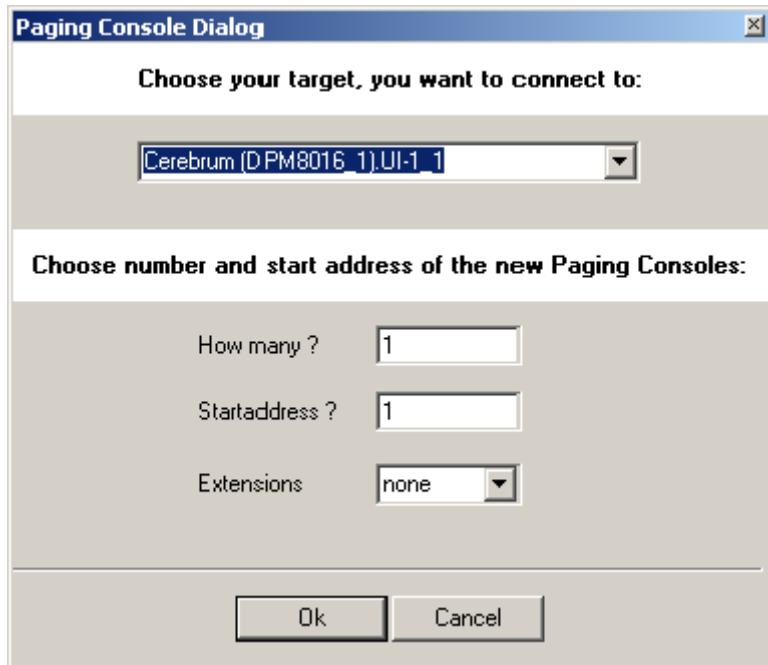 Paging Console Dialog
Choose your target, you want to connect to:
Cerebrum (DPM8016_1).UI-1_1
Choose number and start address of the new Paging Consoles:
How many ? 1
Startaddress ? 1
Extensions none
Ok Cancel